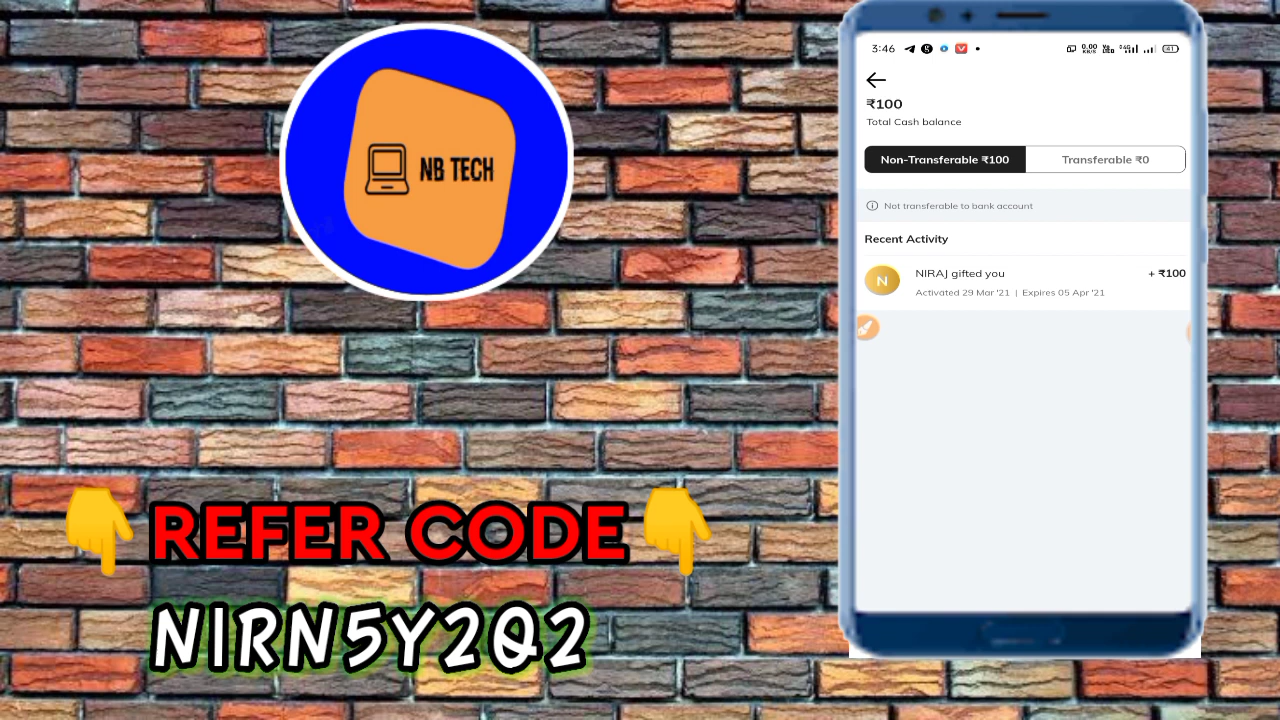 NB TECH
REFER CODE
NIRN5Y2Q2
3:46
₹100
Total Cash balance
Non-Transferable ₹100
Transferable ₹0
Not transferable to bank account
Recent Activity
N
NIRAJ gifted you
+ ₹100
Activated 29 Mar '21 | Expires 05 Apr '21